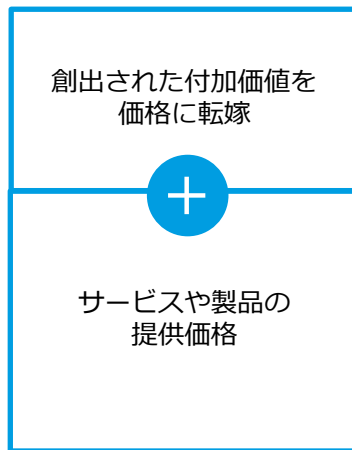 創出された付加価値を
価格に転嫁
+
サービスや製品の
提供価格